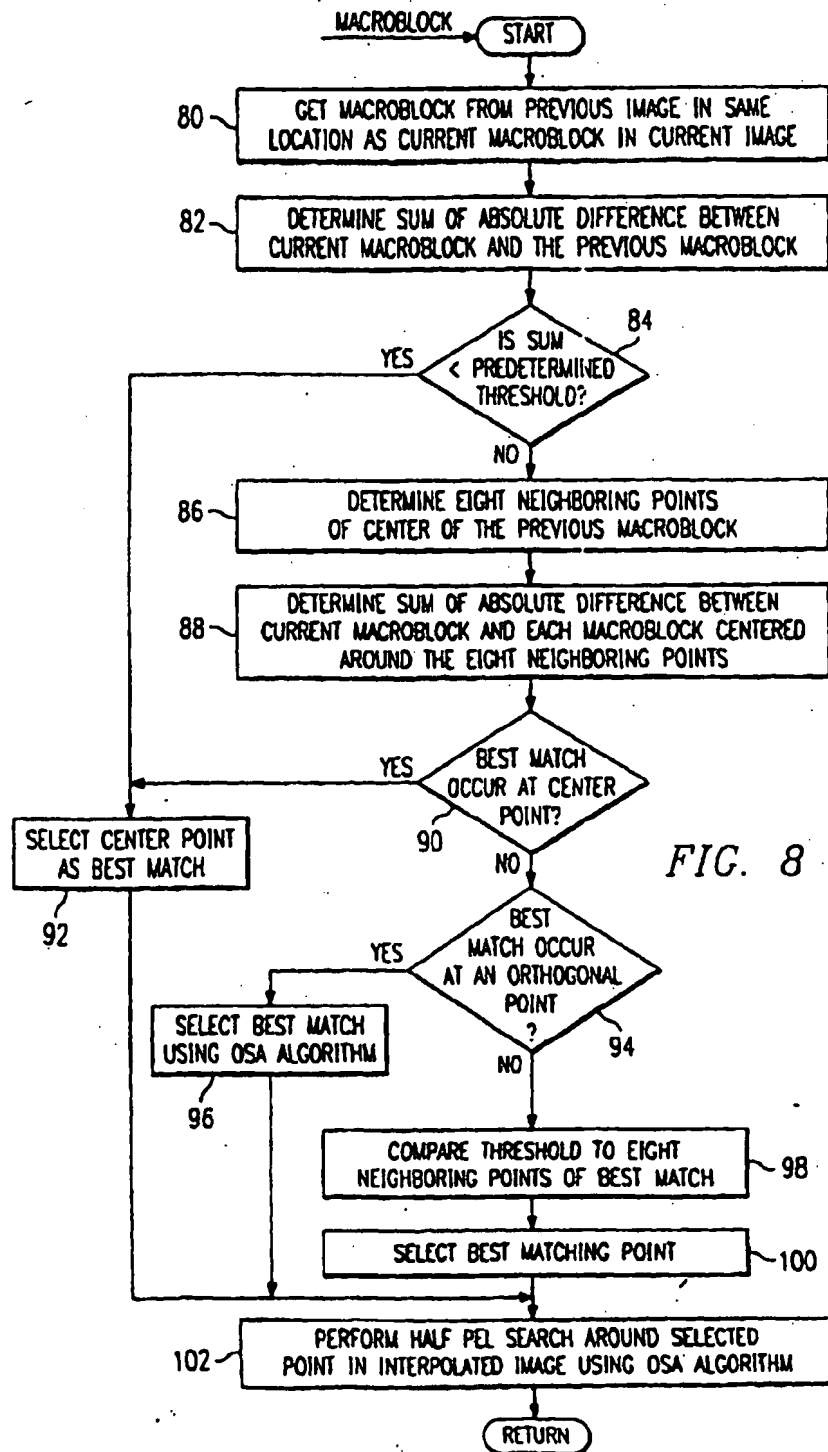 MACROBLOCK
START
80
GET MACROBLOCK FROM PREVIOUS IMAGE IN SAME
LOCATION AS CURRENT MACROBLOCK IN CURRENT IMAGE
82
DETERMINE SUM OF ABSOLUTE DIFFERENCE BETWEEN
CURRENT MACROBLOCK AND THE PREVIOUS MACROBLOCK
84
IS SUM
< PREDETERMINED
THRESHOLD?
YES
NO
86
DETERMINE EIGHT NEIGHBORING POINTS
OF CENTER OF THE PREVIOUS MACROBLOCK
88
DETERMINE SUM OF ABSOLUTE DIFFERENCE BETWEEN
CURRENT MACROBLOCK AND EACH MACROBLOCK CENTERED
AROUND THE EIGHT NEIGHBORING POINTS
YES
BEST MATCH
OCCUR AT CENTER
POINT?
90
NO
SELECT CENTER POINT
AS BEST MATCH
92
FIG. 8
YES
BEST
MATCH OCCUR
AT AN ORTHOGONAL
POINT
?
94
NO
SELECT BEST MATCH
USING OSA ALGORITHM
96
COMPARE THRESHOLD TO EIGHT
NEIGHBORING POINTS OF BEST MATCH
98
SELECT BEST MATCHING POINT
100
102
PERFORM HALF PEL SEARCH AROUND SELECTED
POINT IN INTERPOLATED IMAGE USING OSA ALGORITHM
RETURN